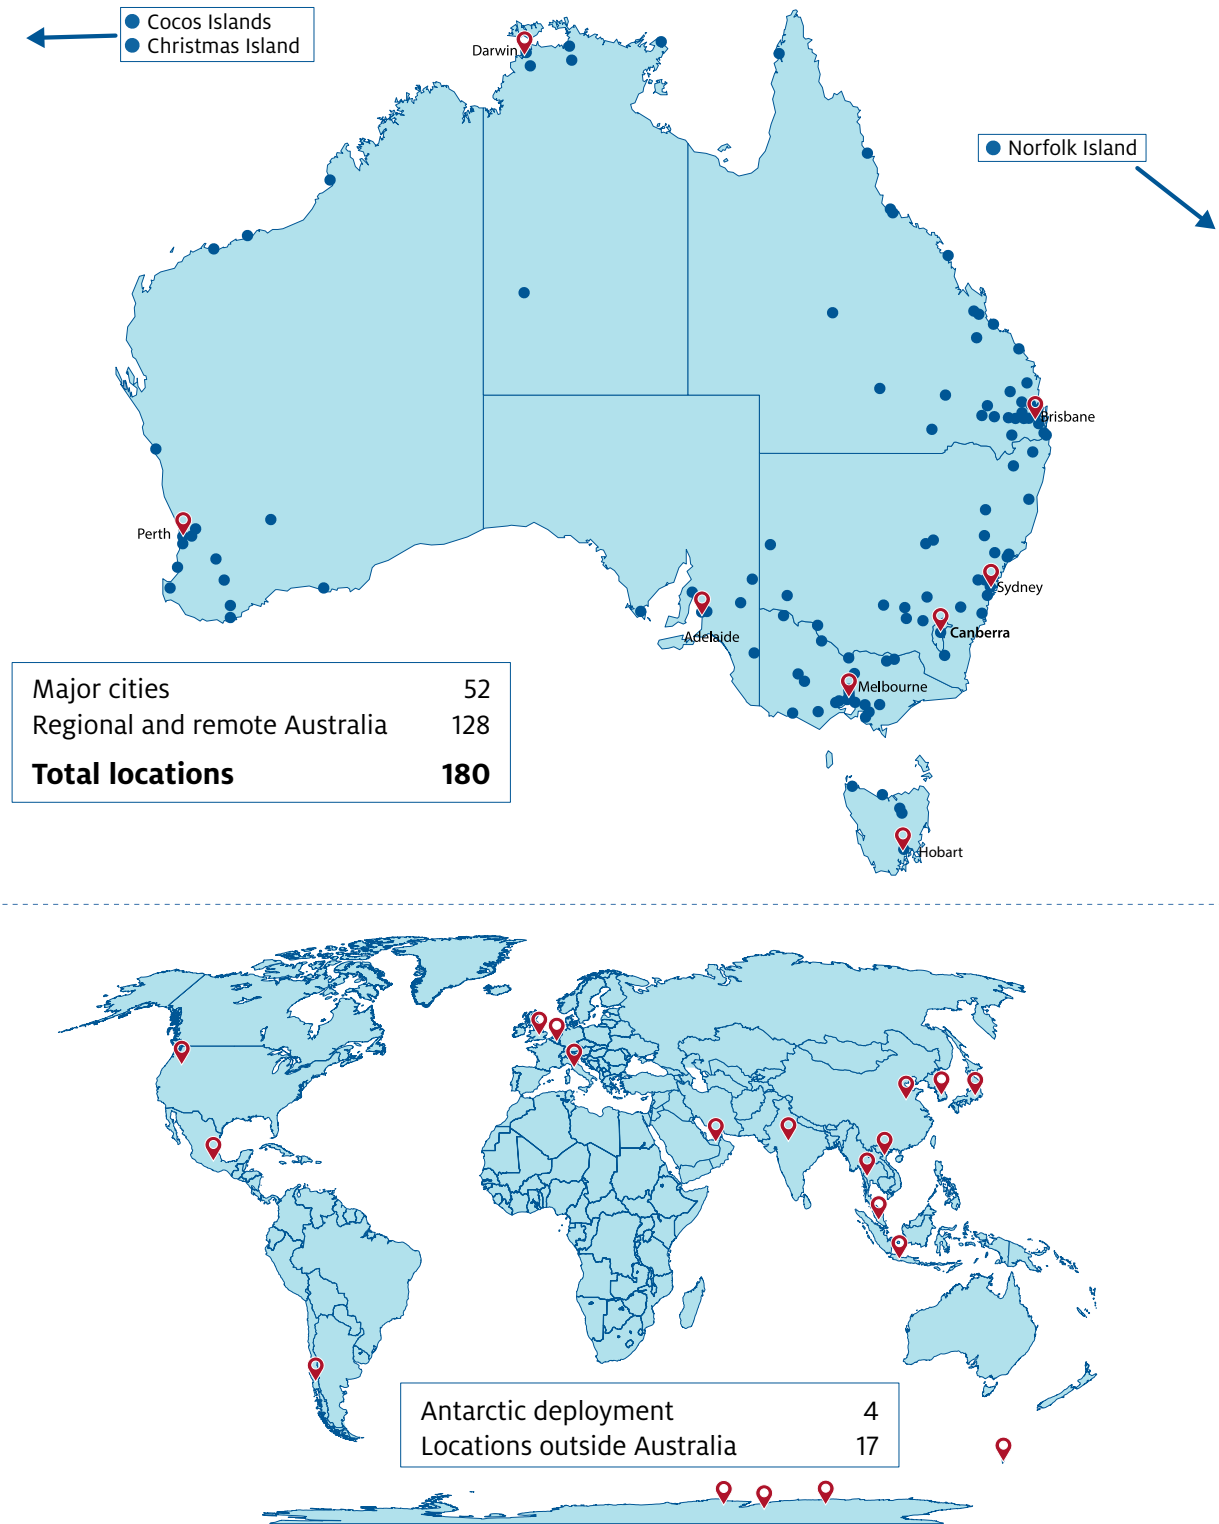 Cocos Islands
Christmas Island
Darwin
Norfolk Island
Brisbane
Perth
Sydney
Adelaide
Canberra
Melbourne
Major cities 52
Regional and remote Australia 128
Total locations 180
Hobart
Antarctic deployment 4
Locations outside Australia 17